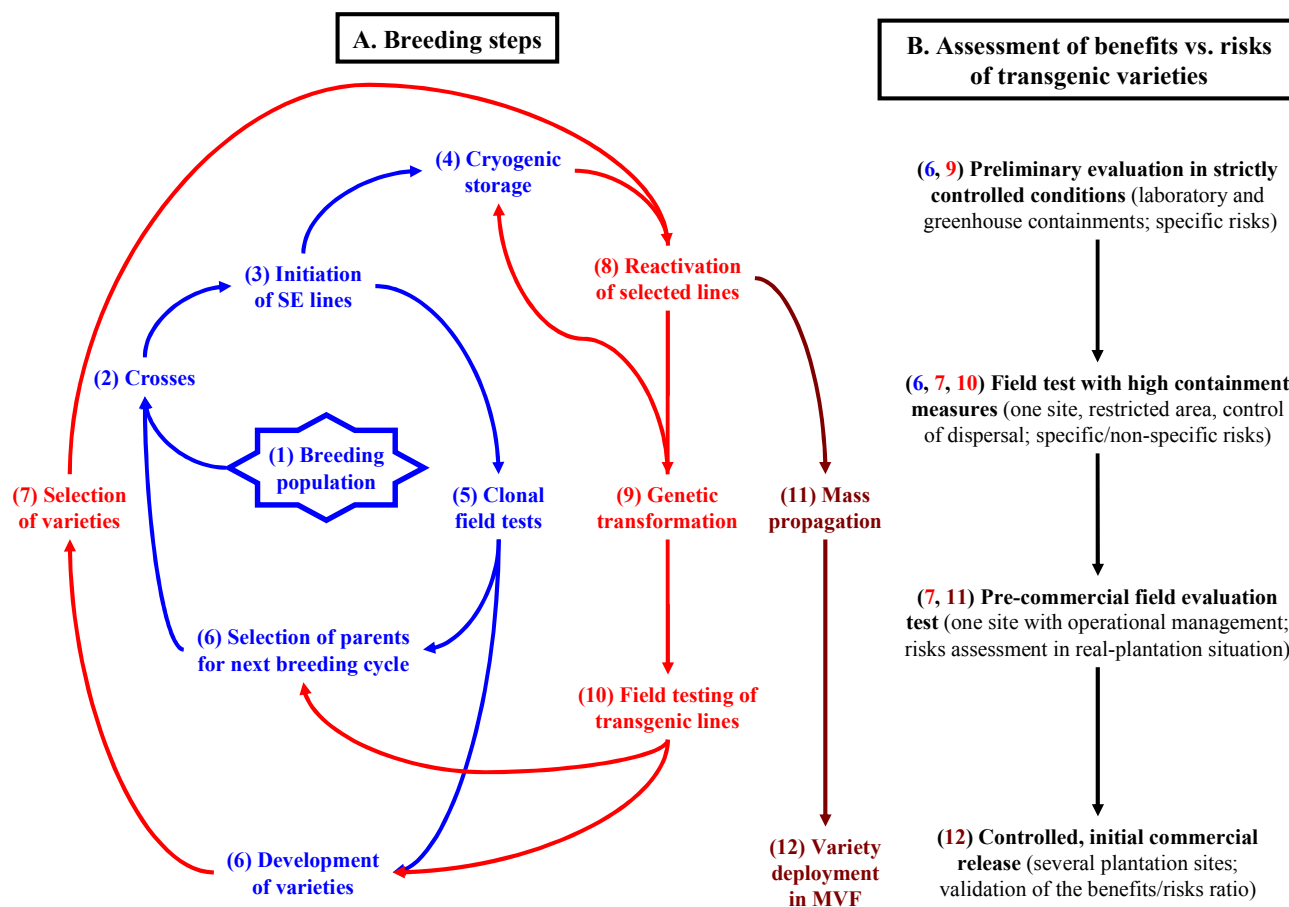 A. Breeding steps
B. Assessment of benefits vs. risks
of transgenic varieties
(4) Cryogenic
storage
(3) Initiation
of SE lines
(8) Reactivation
of selected lines
(2) Crosses
(1) Breeding
population
(7) Selection
of varieties
(5) Clonal
field tests
(9) Genetic
transformation
(11) Mass
propagation
(6) Selection of parents
for next breeding cycle
(10) Field testing of
transgenic lines
(6) Development
of varieties
(12) Variety
deployment
in MVF
(6, 9) Preliminary evaluation in strictly
controlled conditions (laboratory and
greenhouse containments; specific risks)
(6, 7, 10) Field test with high containment
measures (one site, restricted area, control
of dispersal; specific/non-specific risks)
(7, 11) Pre-commercial field evaluation
test (one site with operational management;
risks assessment in real-plantation situation)
(12) Controlled, initial commercial
release (several plantation sites;
validation of the benefits/risks ratio)